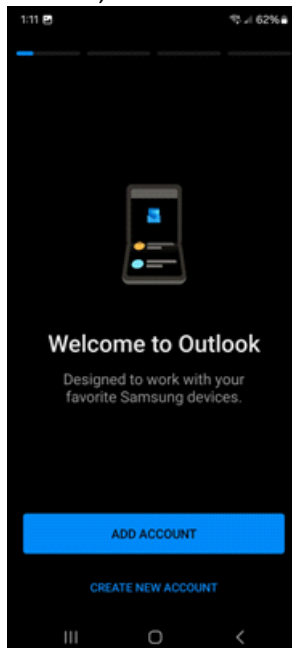 1:11 62%
Welcome to Outlook
Designed to work with your
favorite Samsung devices.
ADD ACCOUNT
CREATE NEW ACCOUNT